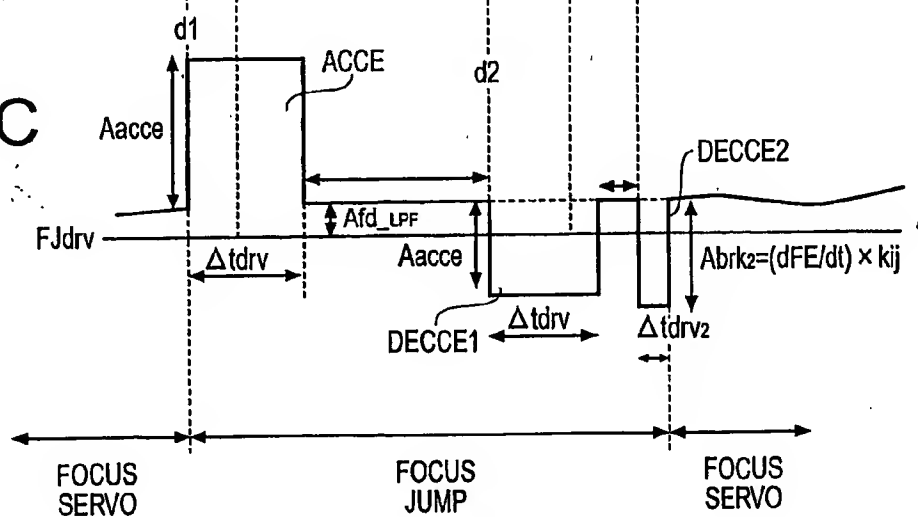 d1
ACCE
d2
C
Aacce
DECCE2
FJdrv
Afd_LPF
Aacce
Abrk2=(dFE/dt) × kij
Δtdrv
Δtdrv
Δtdrv2
DECCE1
FOCUS
SERVO
FOCUS
JUMP
FOCUS
SERVO